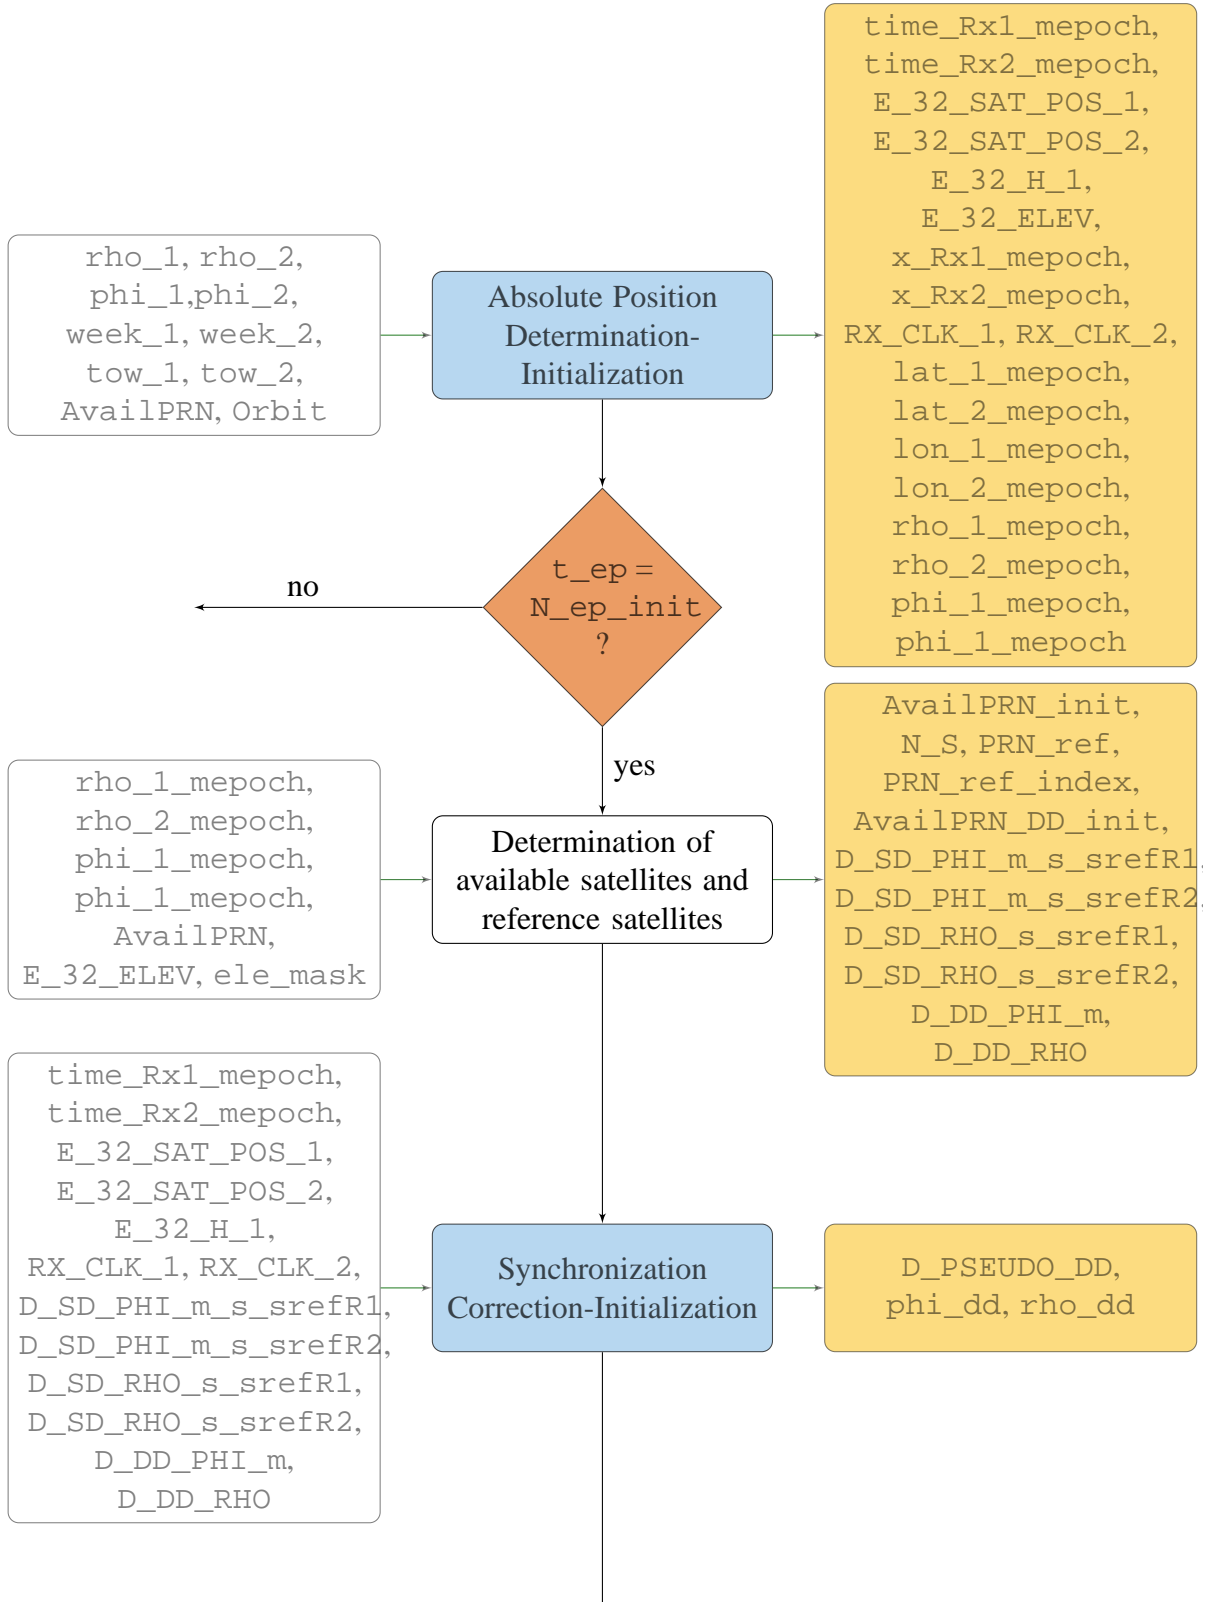 time_Rx1_mepoch,
time_Rx2_mepoch,
E_32_SAT_POS_1,
E_32_SAT_POS_2,
E_32_H_1,
E_32_ELEV,
x_Rx1_mepoch,
x_Rx2_mepoch,
RX_CLK_1, RX_CLK_2,
lat_1_mepoch,
lat_2_mepoch,
lon_1_mepoch,
lon_2_mepoch,
rho_1_mepoch,
rho_2_mepoch,
phi_1_mepoch,
phi_1_mepoch
rho_1, rho_2,
phi_1,phi_2,
week_1, week_2,
tow_1, tow_2,
AvailPRN, Orbit
Absolute Position
Determination-
Initialization
t_ep =
N_ep_init
?
no
yes
rho_1_mepoch,
rho_2_mepoch,
phi_1_mepoch,
phi_1_mepoch,
AvailPRN,
E_32_ELEV, ele_mask
Determination of
available satellites and
reference satellites
AvailPRN_init,
N_S, PRN_ref,
PRN_ref_index,
AvailPRN_DD_init,
D_SD_PHI_m_s_srefR1,
D_SD_PHI_m_s_srefR2,
D_SD_RHO_s_srefR1,
D_SD_RHO_s_srefR2,
D_DD_PHI_m,
D_DD_RHO
time_Rx1_mepoch,
time_Rx2_mepoch,
E_32_SAT_POS_1,
E_32_SAT_POS_2,
E_32_H_1,
RX_CLK_1, RX_CLK_2,
D_SD_PHI_m_s_srefR1,
D_SD_PHI_m_s_srefR2,
D_SD_RHO_s_srefR1,
D_SD_RHO_s_srefR2,
D_DD_PHI_m,
D_DD_RHO
Synchronization
Correction-Initialization
D_PSEUDO_DD,
phi_dd, rho_dd